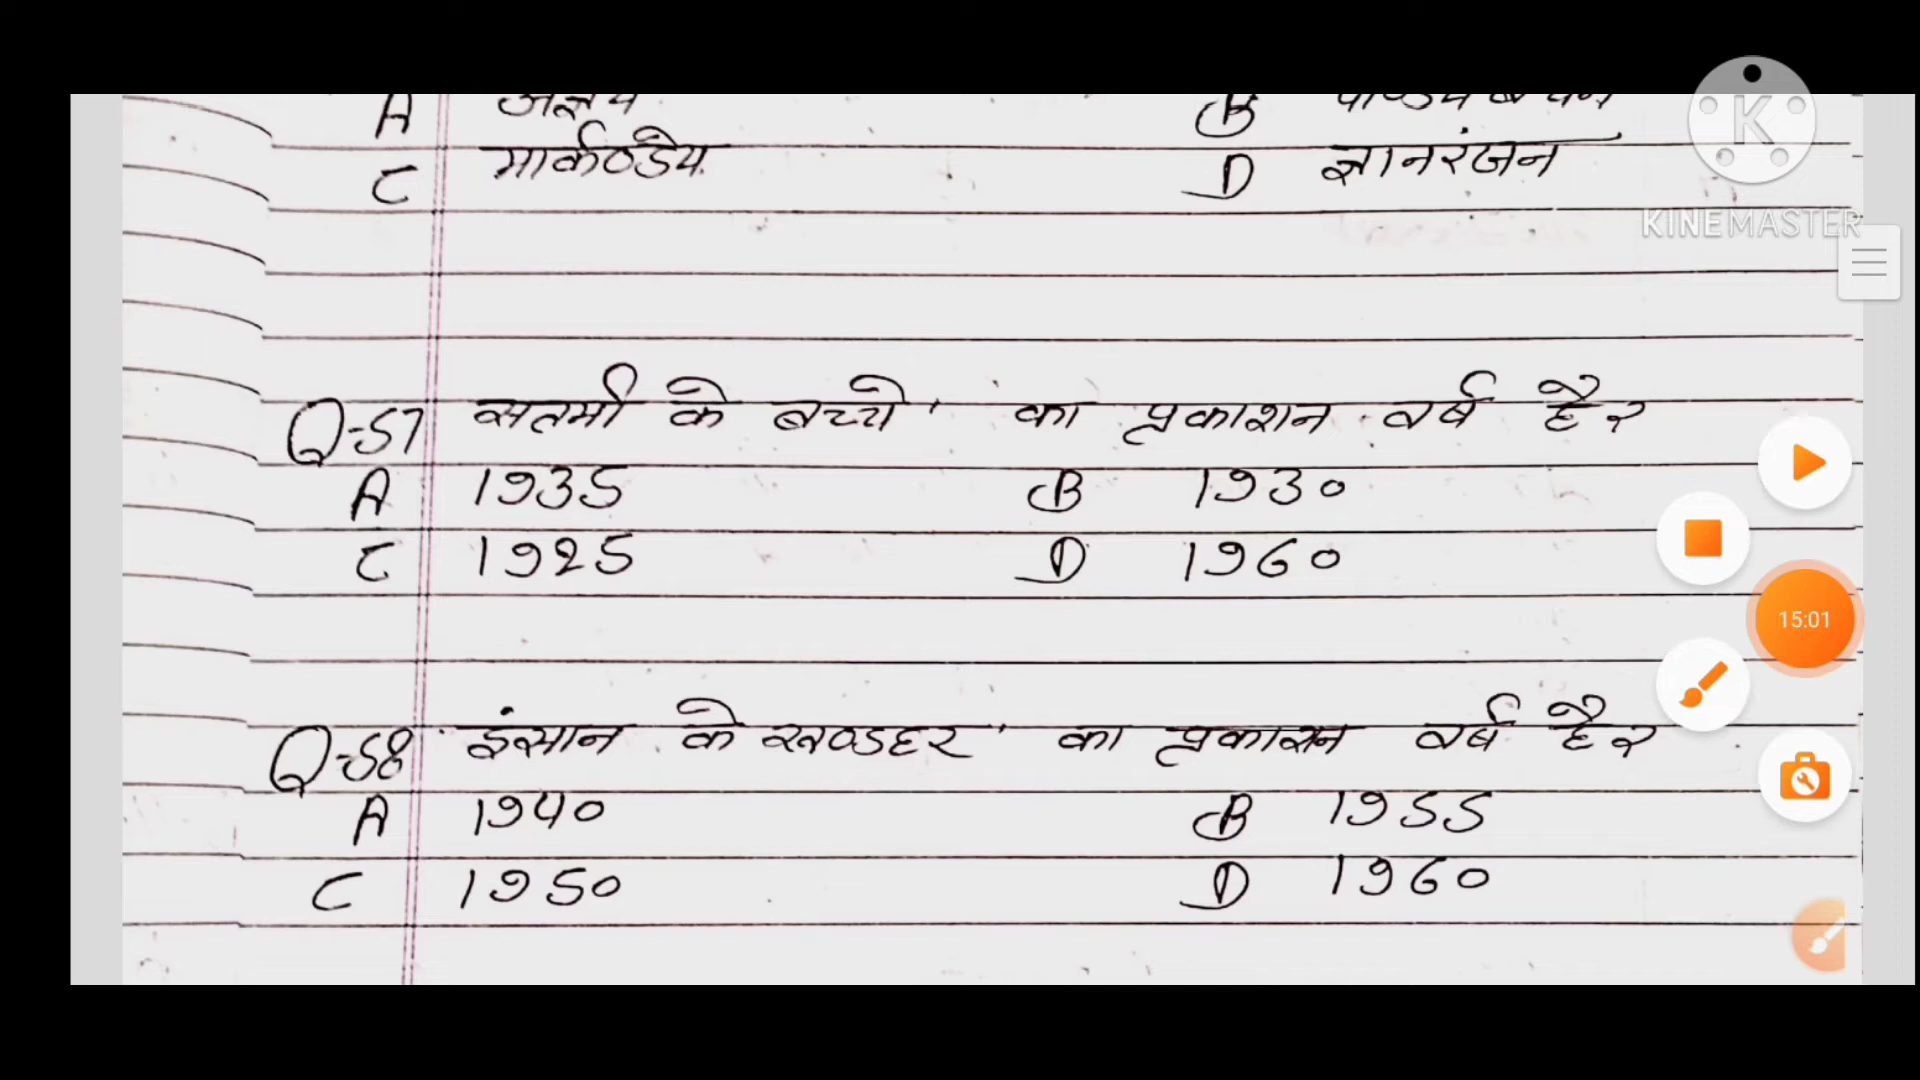 A अज्ञेय B
C मार्कण्डेय. D ज्ञानरंजन
KINEMASTER
Q-57 सतमी के बच्चे' का प्रकाशन वर्ष है?
A 1935 B 1930
C 1925 D 1960
15:01
Q-58 इंसान के खण्डहर' का प्रकाशन वर्ष है?
A 1940 B 1955
C 1950 D 1960